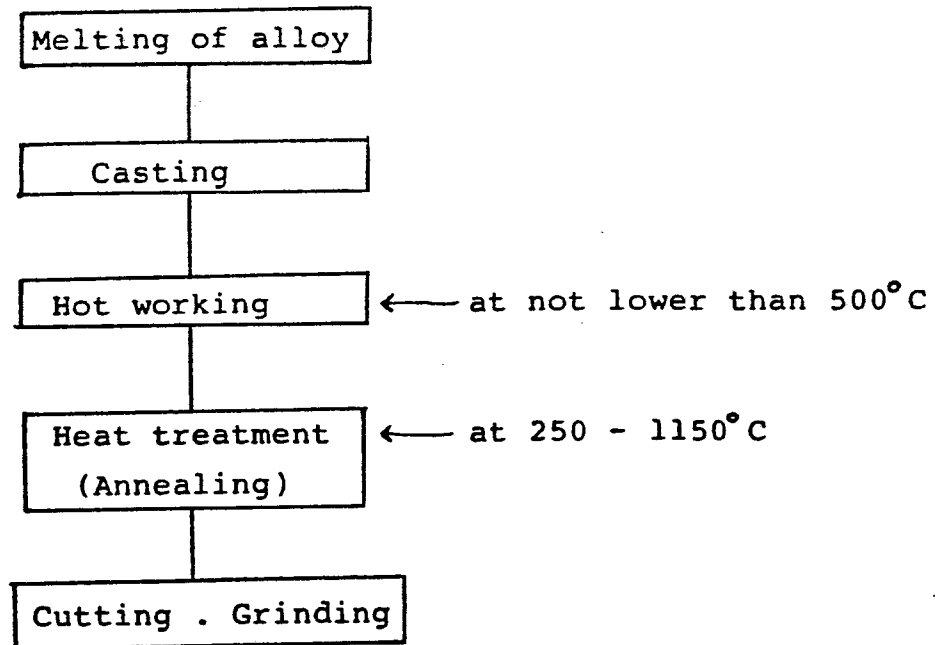 Melting of alloy
Casting
Hot working ← at not lower than 500°C
Heat treatment ← at 250 - 1150°C
(Annealing)
Cutting . Grinding